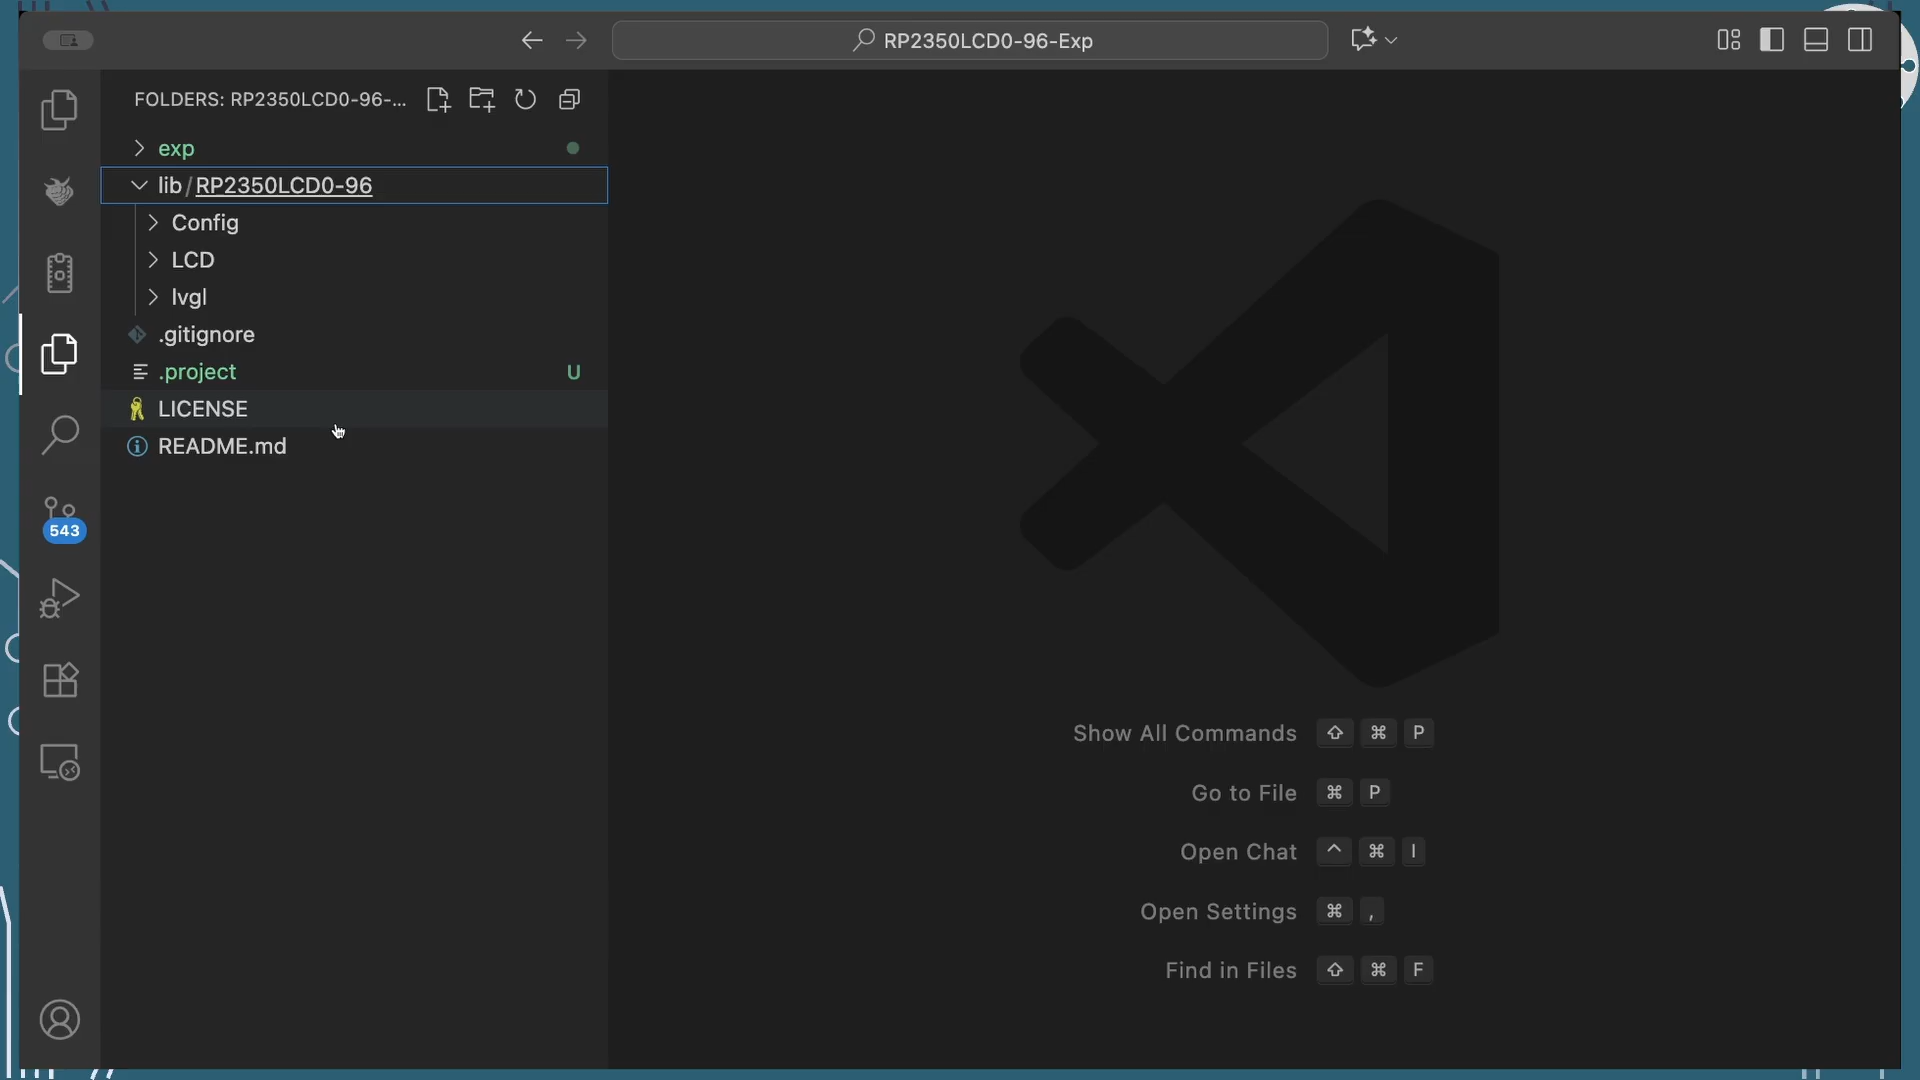 RP2350LCD0-96-Exp
FOLDERS: RP2350LCD0-96-...
exp
lib/RP2350LCD0-96
Config
LCD
lvgl
.gitignore
.project U
LICENSE
README.md
543
Show All Commands ⇧ ⌘ P
Go to File ⌘ P
Open Chat ^ ⌘ I
Open Settings ⌘ ,
Find in Files ⇧ ⌘ F